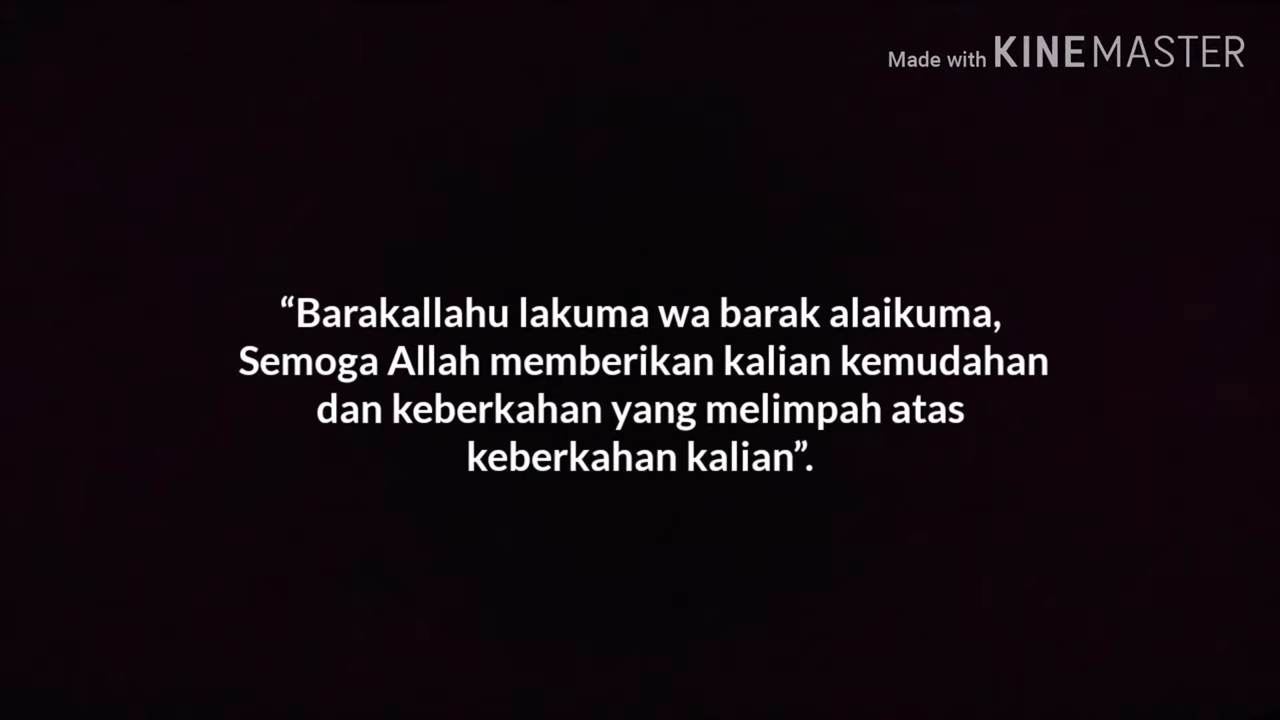 Made with KINEMASTER
“Barakallahu lakuma wa barak alaikuma,
Semoga Allah memberikan kalian kemudahan
dan keberkahan yang melimpah atas
keberkahan kalian”.